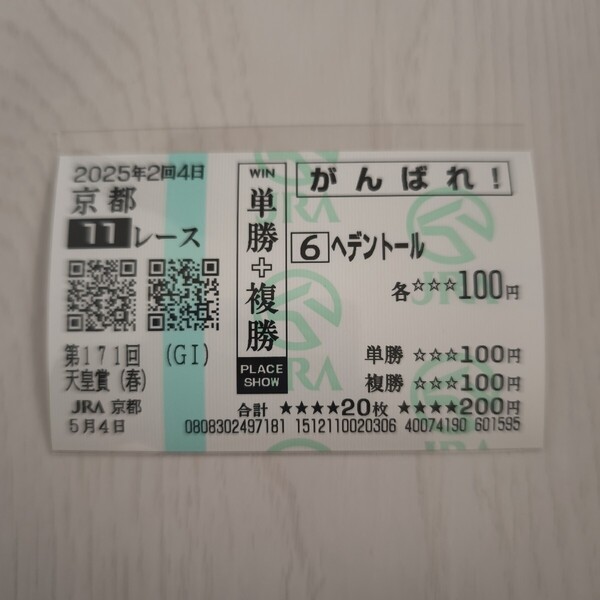 2025年2回4日
京都
11レース
第171回 (GI)
天皇賞(春)
JRA 京都
5月4日
WIN
単勝+複勝
PLACE
SHOW
がんばれ!
6 ヘデントール
各☆☆☆100円
単勝 ☆☆☆100円
複勝 ☆☆☆100円
合計 ★★★★20枚 ★★★★200円
0808302497181 1512110020306 40074190 601595
JRA
JRA
JRA